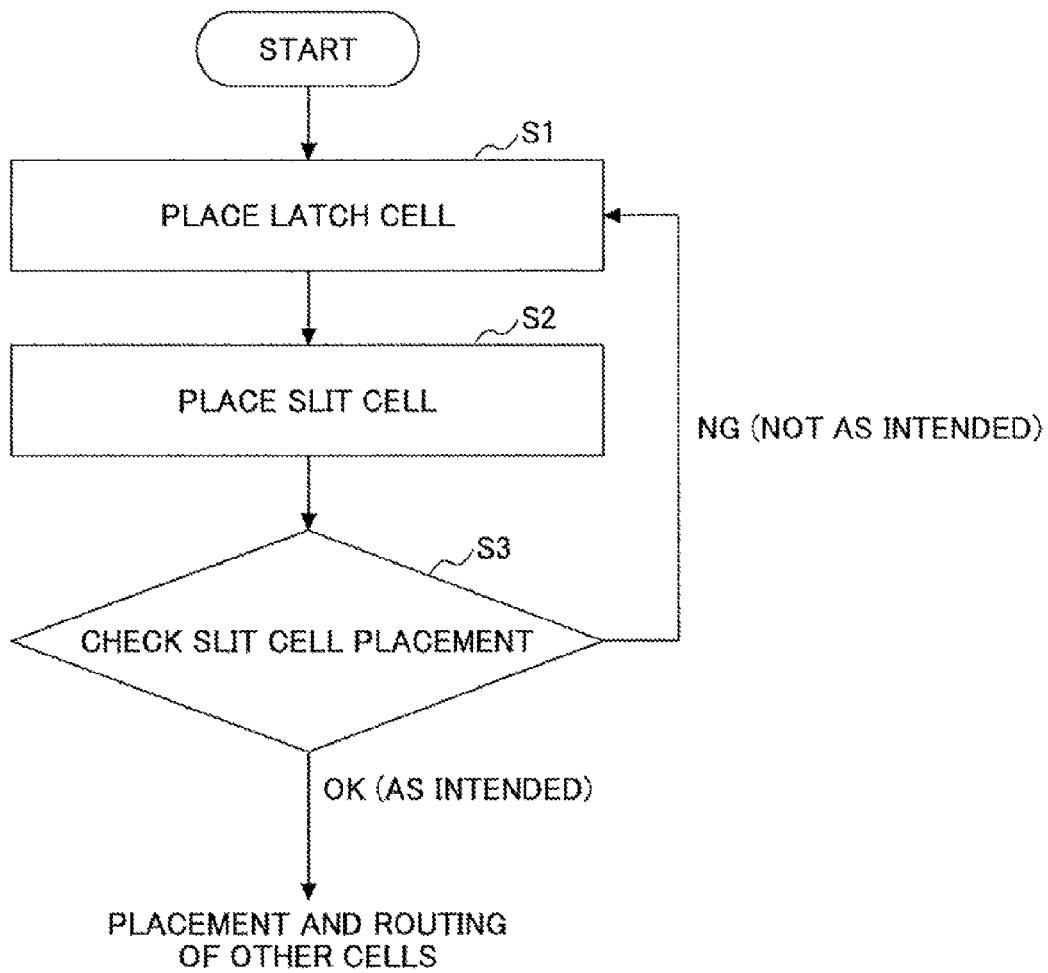 START
S1
PLACE LATCH CELL
S2
PLACE SLIT CELL
NG (NOT AS INTENDED)
S3
CHECK SLIT CELL PLACEMENT
OK (AS INTENDED)
PLACEMENT AND ROUTING
OF OTHER CELLS